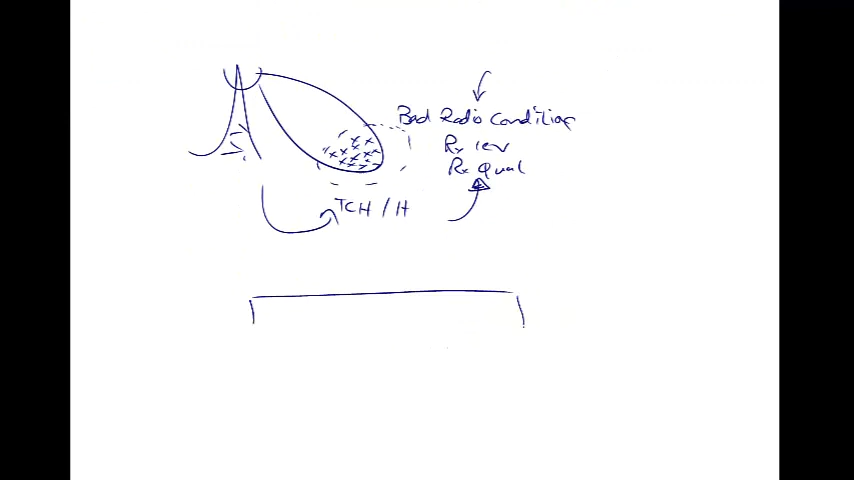 Bad Radio Condition
Rx lev
Rx Qual
TCH / H